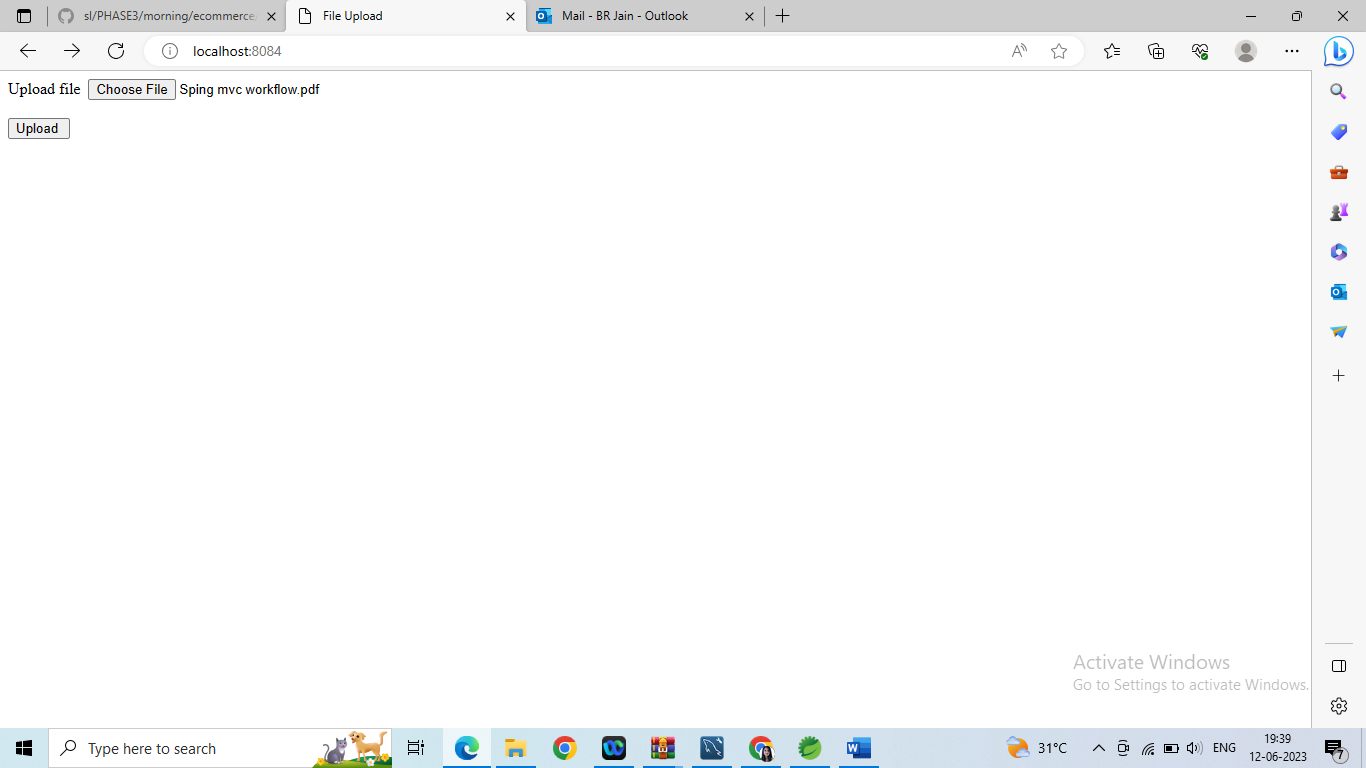 sl/PHASE3/morning/ecommerce/
File Upload
Mail - BR Jain - Outlook
localhost:8084
Upload file Choose File Sping mvc workflow.pdf
Upload
Activate Windows
Go to Settings to activate Windows.
Type here to search
31°C
ENG
19:39
12-06-2023
7